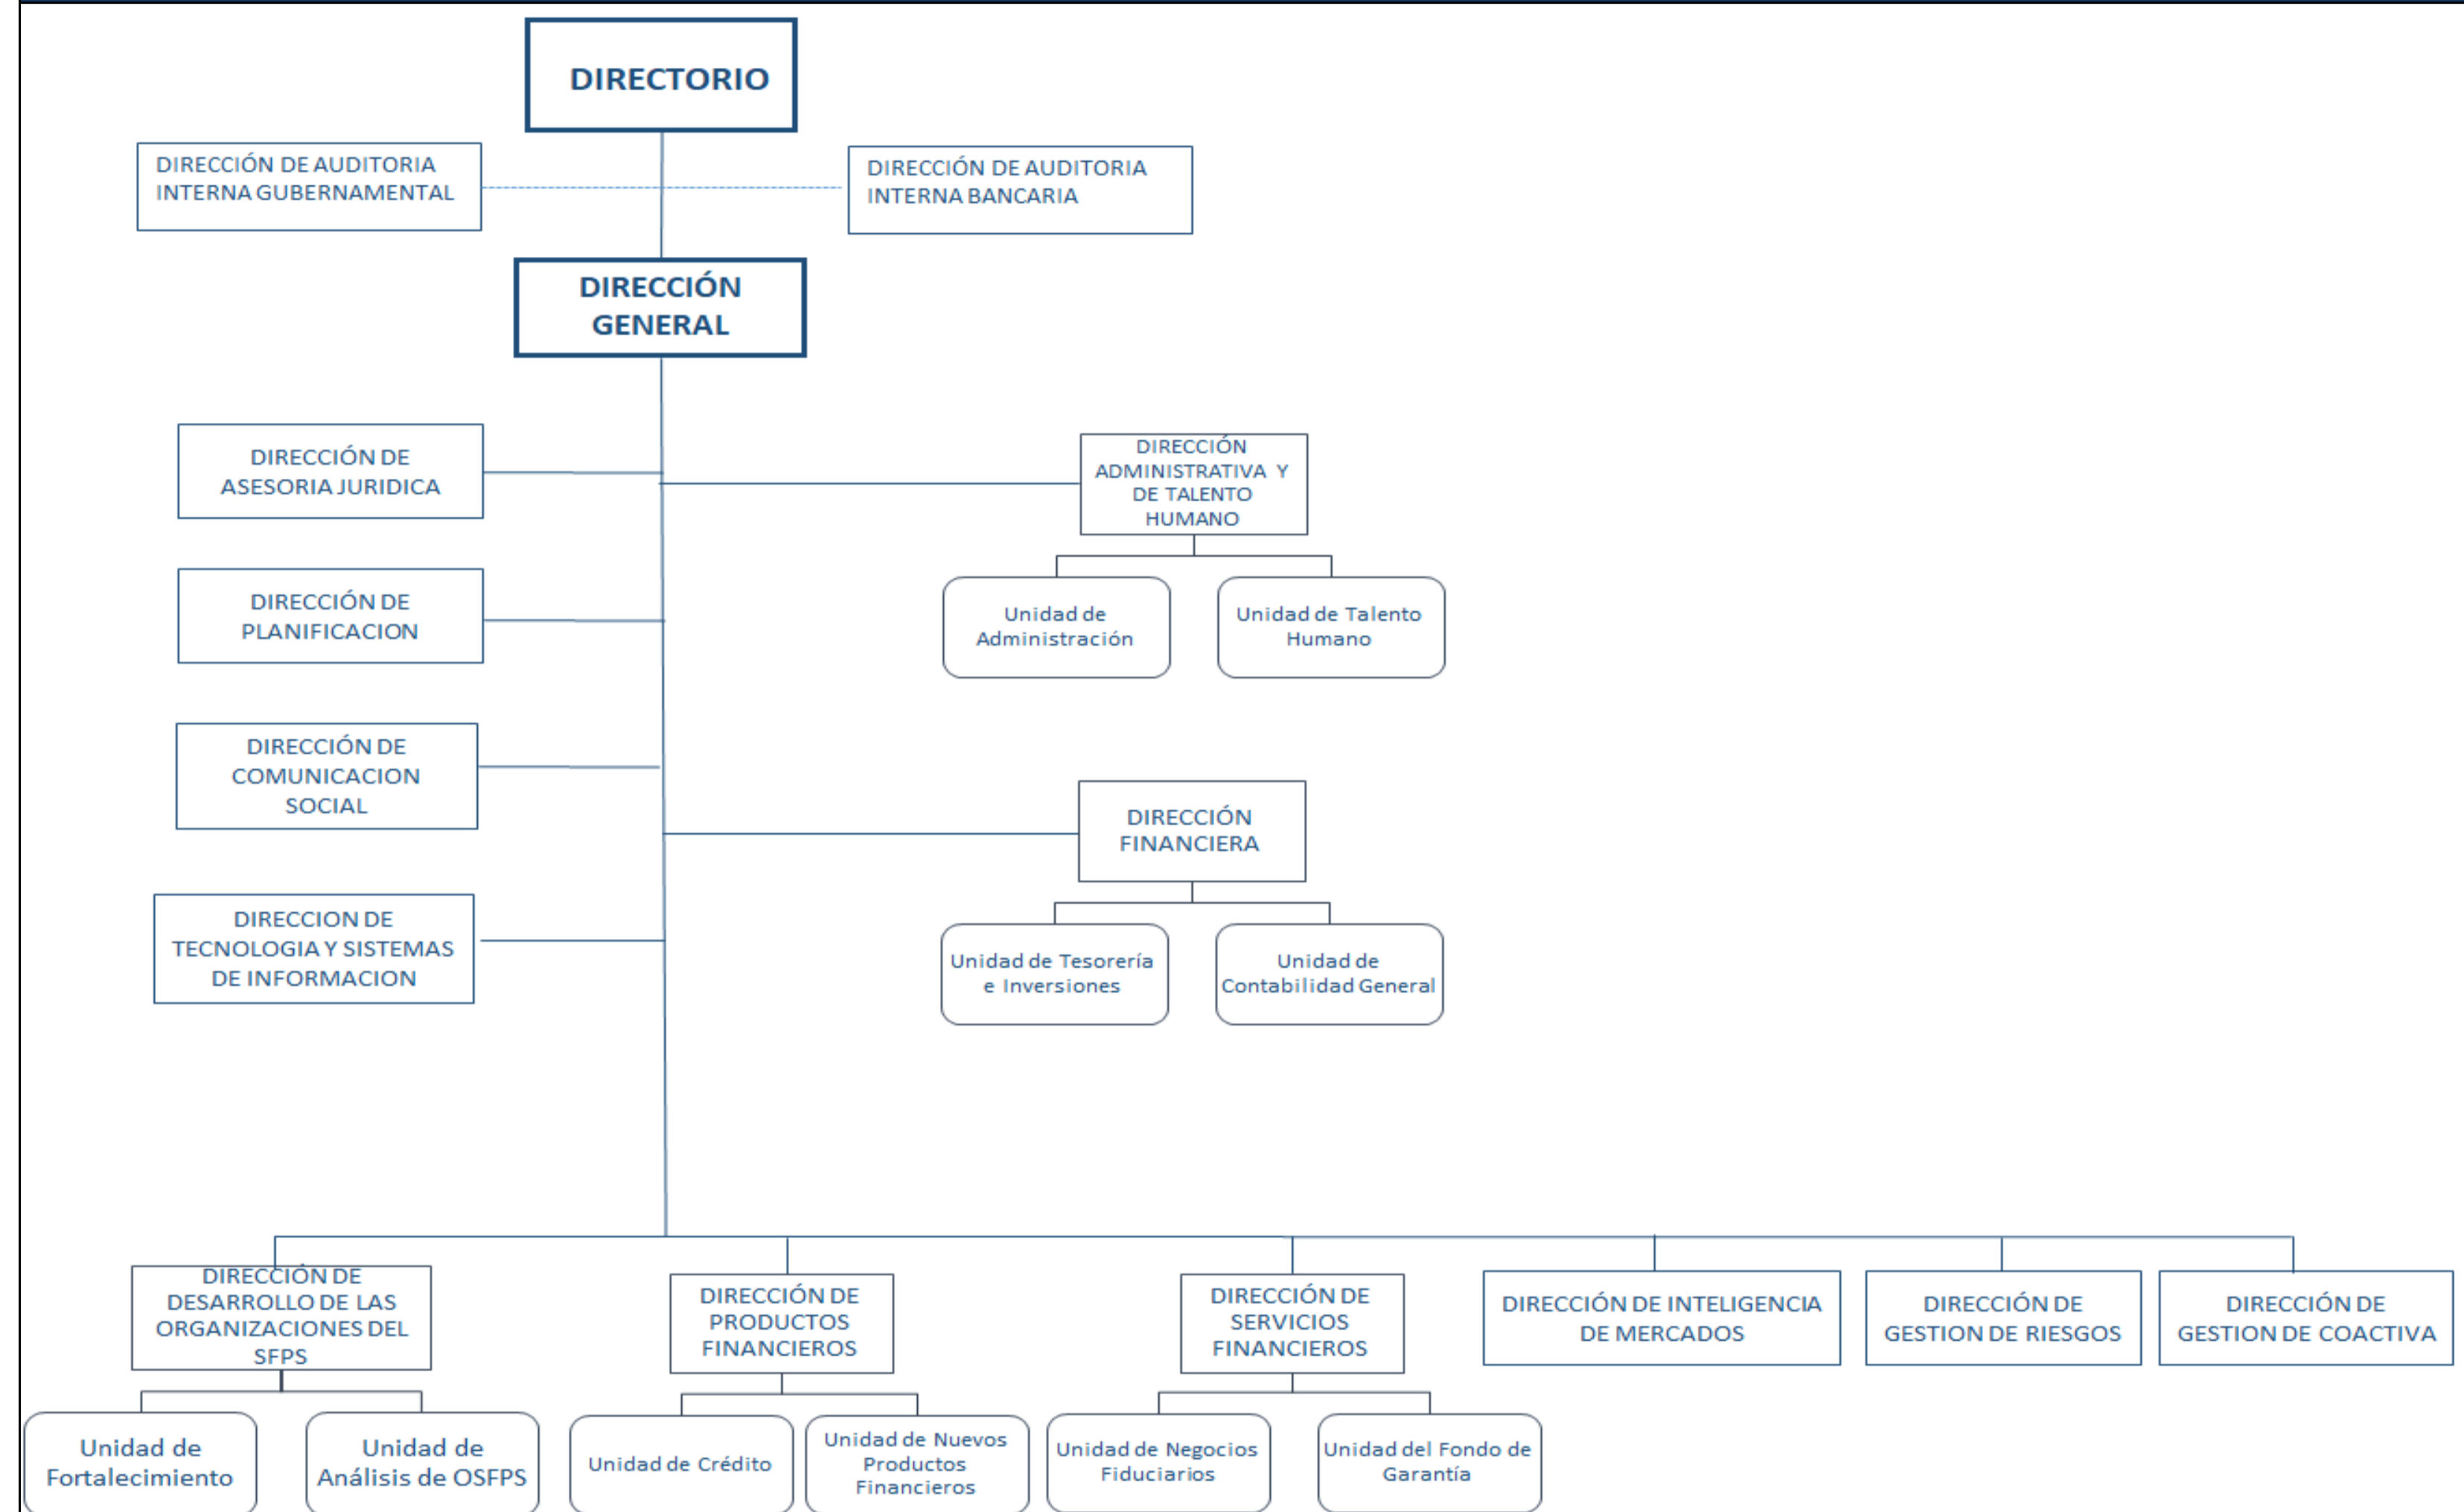 DIRECTORIO
DIRECCIÓN DE AUDITORIA
INTERNA GUBERNAMENTAL
DIRECCIÓN DE AUDITORIA
INTERNA BANCARIA
DIRECCIÓN
GENERAL
DIRECCIÓN DE
ASESORIA JURIDICA
DIRECCIÓN
ADMINISTRATIVA Y
DE TALENTO
HUMANO
DIRECCIÓN DE
PLANIFICACION
Unidad de
Administración
Unidad de Talento
Humano
DIRECCIÓN DE
COMUNICACION
SOCIAL
DIRECCIÓN
FINANCIERA
DIRECCION DE
TECNOLOGIA Y SISTEMAS
DE INFORMACION
Unidad de Tesorería
e Inversiones
Unidad de
Contabilidad General
DIRECCIÓN DE
DESARROLLO DE LAS
ORGANIZACIONES DEL
SFPS
DIRECCIÓN DE
PRODUCTOS
FINANCIEROS
DIRECCIÓN DE
SERVICIOS
FINANCIEROS
DIRECCIÓN DE INTELIGENCIA
DE MERCADOS
DIRECCIÓN DE
GESTION DE RIESGOS
DIRECCIÓN DE
GESTION DE COACTIVA
Unidad de
Fortalecimiento
Unidad de
Análisis de OSFPS
Unidad de Crédito
Unidad de Nuevos
Productos
Financieros
Unidad de Negocios
Fiduciarios
Unidad del Fondo de
Garantía